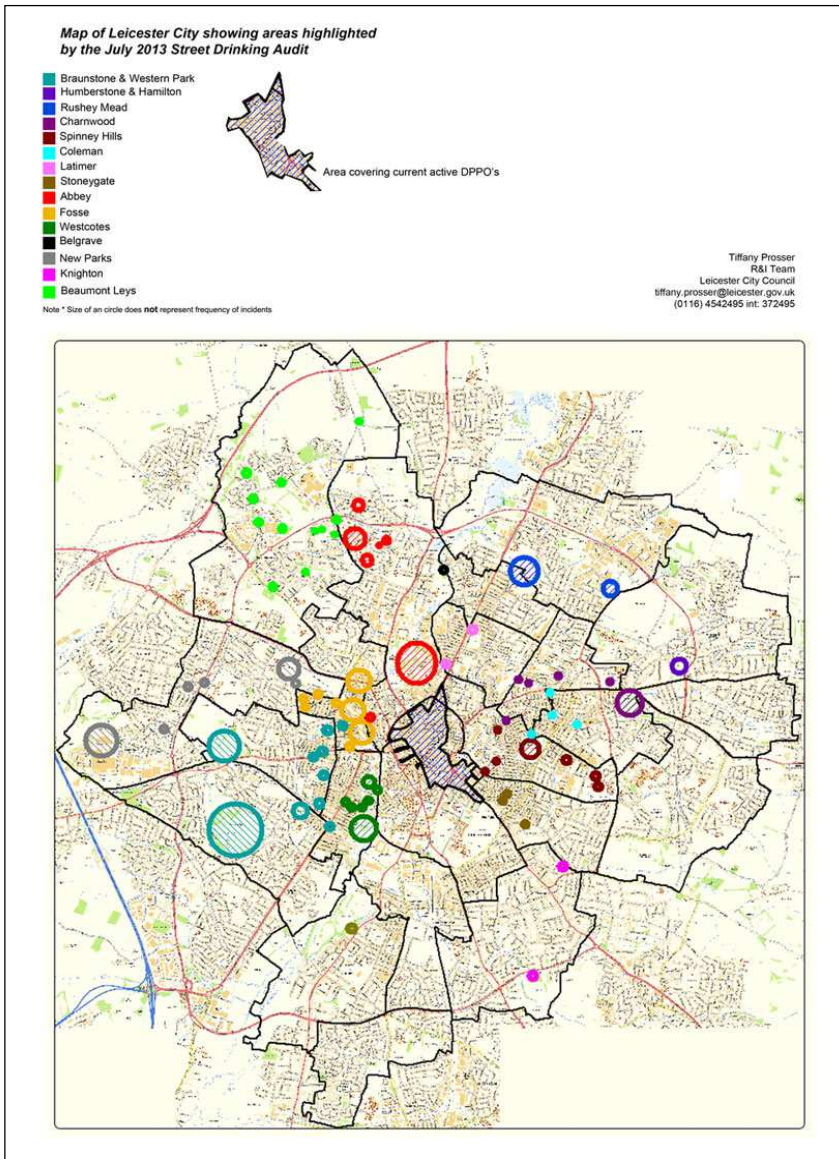 Map of Leicester City showing areas highlighted
by the July 2013 Street Drinking Audit
Braunstone & Western Park
Humberstone & Hamilton
Rushey Mead
Charnwood
Spinney Hills
Coleman
Latimer
Stoneygate
Abbey
Fosse
Westcotes
Belgrave
New Parks
Knighton
Beaumont Leys
Note * Size of an circle does not represent frequency of incidents
Area covering current active DPPO's
Tiffany Prosser
R&I Team
Leicester City Council
tiffany.prosser@leicester.gov.uk
(0116) 4542495 int: 372495